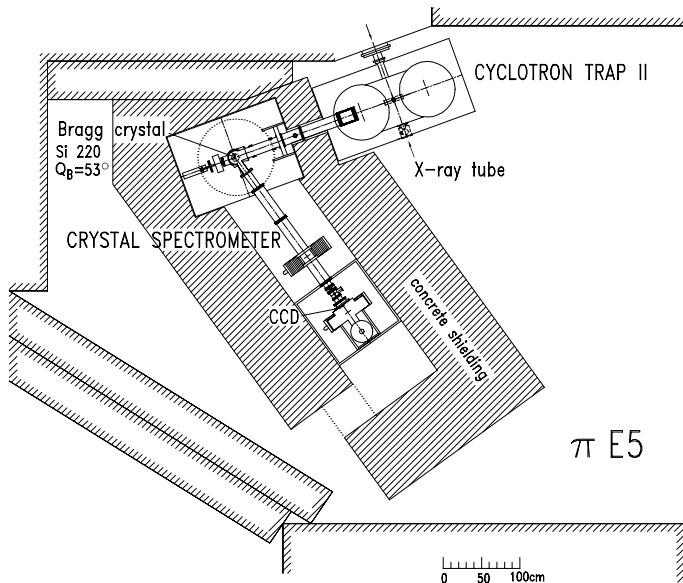 CYCLOTRON TRAP II
Bragg crystal
Si 220
Q_B=53°
X-ray tube
CRYSTAL SPECTROMETER
CCD
concrete shielding
π E5
0 50 100cm